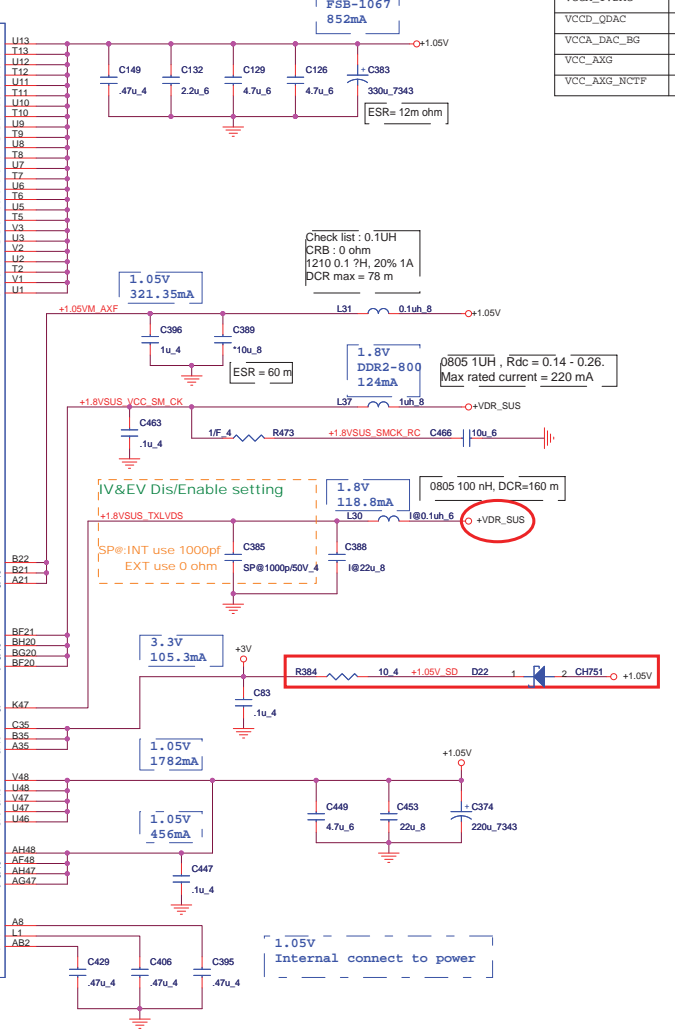 FSB-1067
852mA
VCCD_QDAC
VCCA_DAC_BG
VCC_AXG
VCC_AXG_NCTF
U13
T13
U12
T12
U11
T11
U10
T10
U9
T9
U8
T8
U7
T7
U6
T6
U5
T5
V3
U3
V2
U2
T2
V1
U1
+1.05V
C149
.47u_4
C132
2.2u_6
C129
4.7u_6
C126
4.7u_6
+ C383
330u_7343
ESR= 12m ohm
Check list : 0.1UH
CRB : 0 ohm
1210 0.1 ?H, 20% 1A
DCR max = 78 m
1.05V
321.35mA
+1.05VM_AXF
L31
0.1uh_8
+1.05V
C396
1u_4
C389
*10u_8
ESR = 60 m
1.8V
DDR2-800
124mA
0805 1UH , Rdc = 0.14 - 0.26.
Max rated current = 220 mA
+1.8VSUS_VCC_SM_CK
L37
1uh_8
+VDR_SUS
C463
.1u_4
1/F_4
R473
+1.8VSUS_SMCK_RC
C466
10u_6
IV&EV Dis/Enable setting
1.8V
118.8mA
0805 100 nH, DCR=160 m
+1.8VSUS_TXLVDS
L30
I@0.1uh_6
+VDR_SUS
SP@:INT use 1000pf
EXT use 0 ohm
C385
SP@1000p/50V_4
C388
I@22u_8
B22
B21
A21
BF21
BH20
BG20
BF20
3.3V
105.3mA
+3V
R384
10_4
+1.05V_SD
D22
1
2
CH751
+1.05V
C83
.1u_4
K47
C35
B35
A35
1.05V
1782mA
+1.05V
V48
U48
V47
U47
U46
C449
4.7u_6
C453
22u_8
+ C374
220u_7343
1.05V
456mA
AH48
AF48
AH47
AG47
C447
.1u_4
A8
L1
AB2
1.05V
Internal connect to power
C429
.47u_4
C406
.47u_4
C395
.47u_4